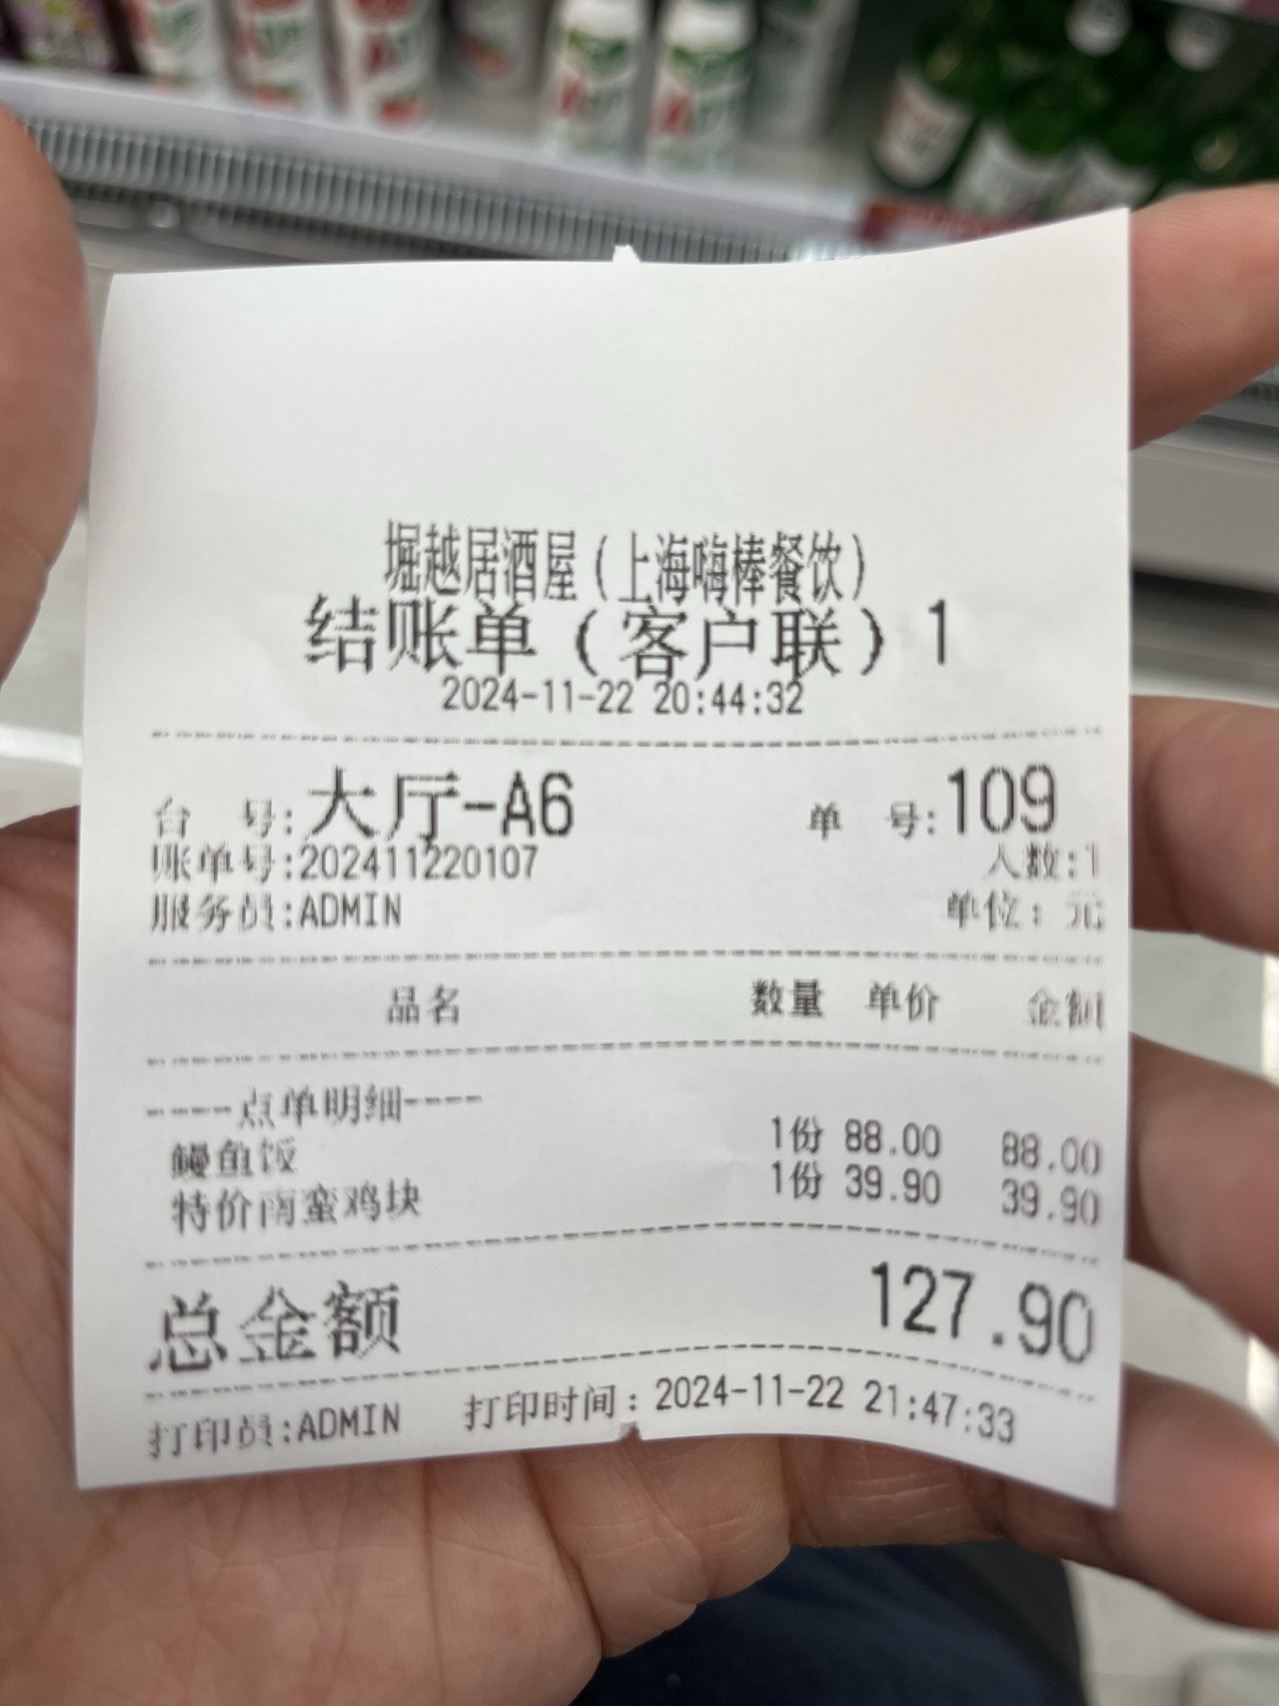 堀越居酒屋(上海嗨棒餐饮)
结账单(客户联)1
2024-11-22 20:44:32
台 号:大厅-A6 单 号:109
账单号:202411220107 人数:1
服务员:ADMIN 单位: 元
品名 数量 单价 金额
----点单明细----
鳗鱼饭 1份 88.00 88.00
特价南蛮鸡块 1份 39.90 39.90
总金额 127.90
打印员:ADMIN 打印时间: 2024-11-22 21:47:33